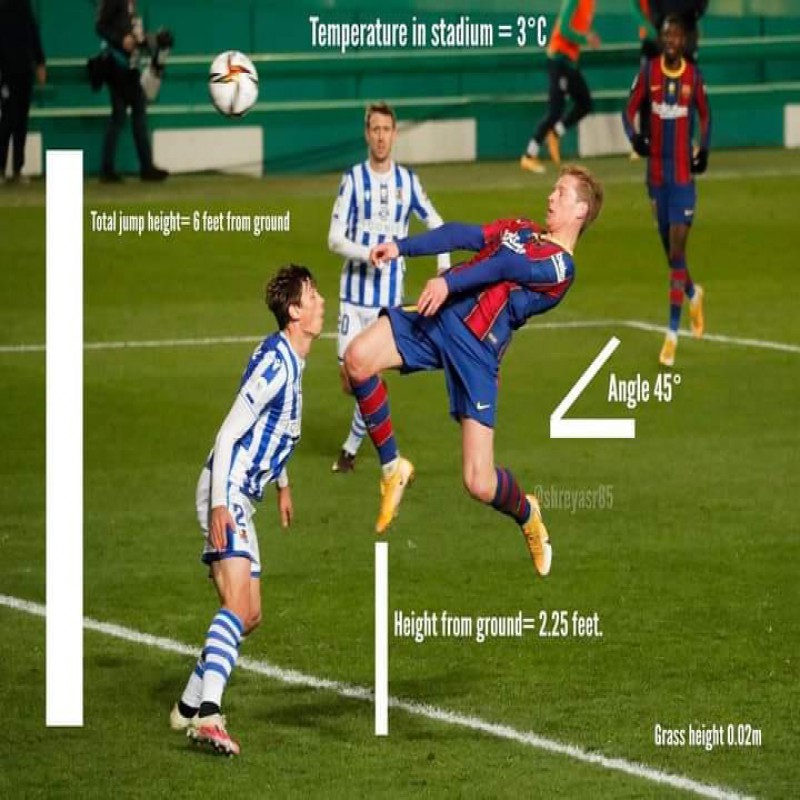 Temperature in stadium = 3°C
Total jump height= 6 feet from ground
Angle 45°
@shreyasr85
Height from ground= 2.25 feet.
Grass height 0.02m
2